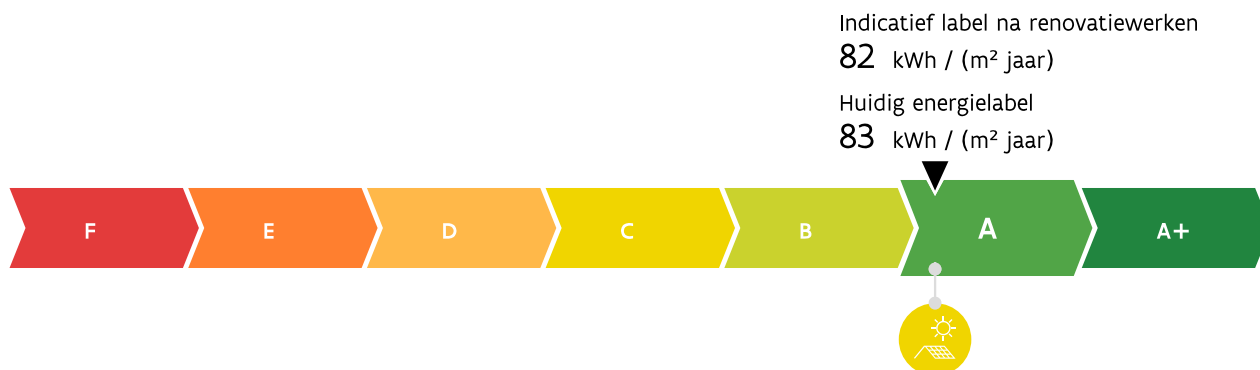 Indicatief label na renovatiewerken
82 kWh / (m² jaar)
Huidig energielabel
83 kWh / (m² jaar)
F E D C B A A+